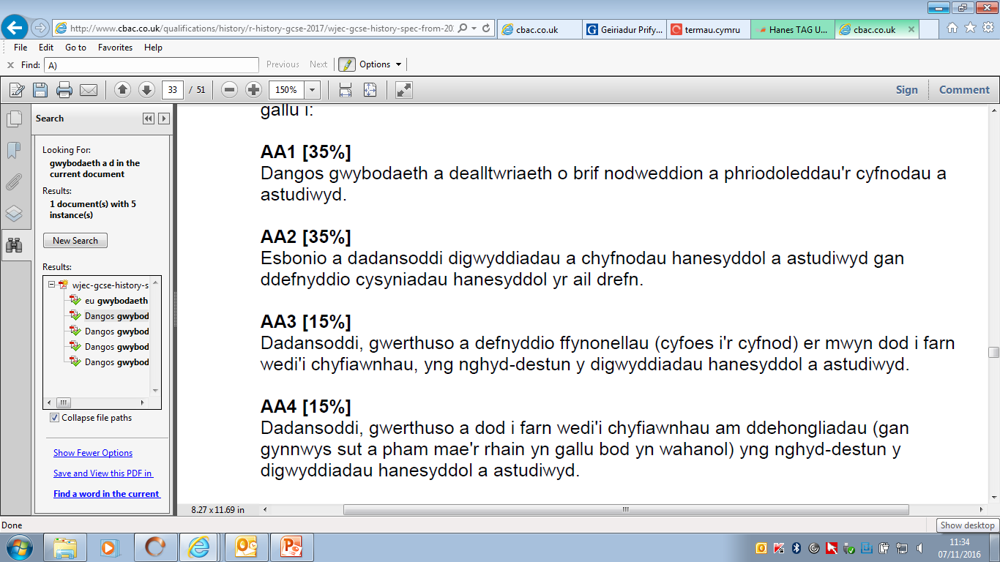 http://www.cbac.co.uk/qualifications/history/r-history-gcse-2017/wjec-gcse-history-spec-from-20
cbac.co.uk
Geiriadur Prify...
termau.cymru
Hanes TAG U...
cbac.co.uk
File Edit Go to Favorites Help
Find: A)
Previous Next Options
33 / 51
150%
Sign Comment
Search
Looking For:
gwybodaeth a d in the
current document
Results:
1 document(s) with 5
instance(s)
New Search
Results:
wjec-gcse-history-s
eu gwybodaeth
Dangos gwybod
Dangos gwybod
Dangos gwybod
Dangos gwybod
Collapse file paths
Show Fewer Options
Save and View this PDF in
Find a word in the current
gallu i:
AA1 [35%]
Dangos gwybodaeth a dealltwriaeth o brif nodweddion a phriodoleddau'r cyfnodau a
astudiwyd.
AA2 [35%]
Esbonio a dadansoddi digwyddiadau a chyfnodau hanesyddol a astudiwyd gan
ddefnyddio cysyniadau hanesyddol yr ail drefn.
AA3 [15%]
Dadansoddi, gwerthuso a defnyddio ffynonellau (cyfoes i'r cyfnod) er mwyn dod i farn
wedi'i chyfiawnhau, yng nghyd-destun y digwyddiadau hanesyddol a astudiwyd.
AA4 [15%]
Dadansoddi, gwerthuso a dod i farn wedi'i chyfiawnhau am ddehongliadau (gan
gynnwys sut a pham mae'r rhain yn gallu bod yn wahanol) yng nghyd-destun y
digwyddiadau hanesyddol a astudiwyd.
8.27 x 11.69 in
Done
Show desktop
11:34
07/11/2016